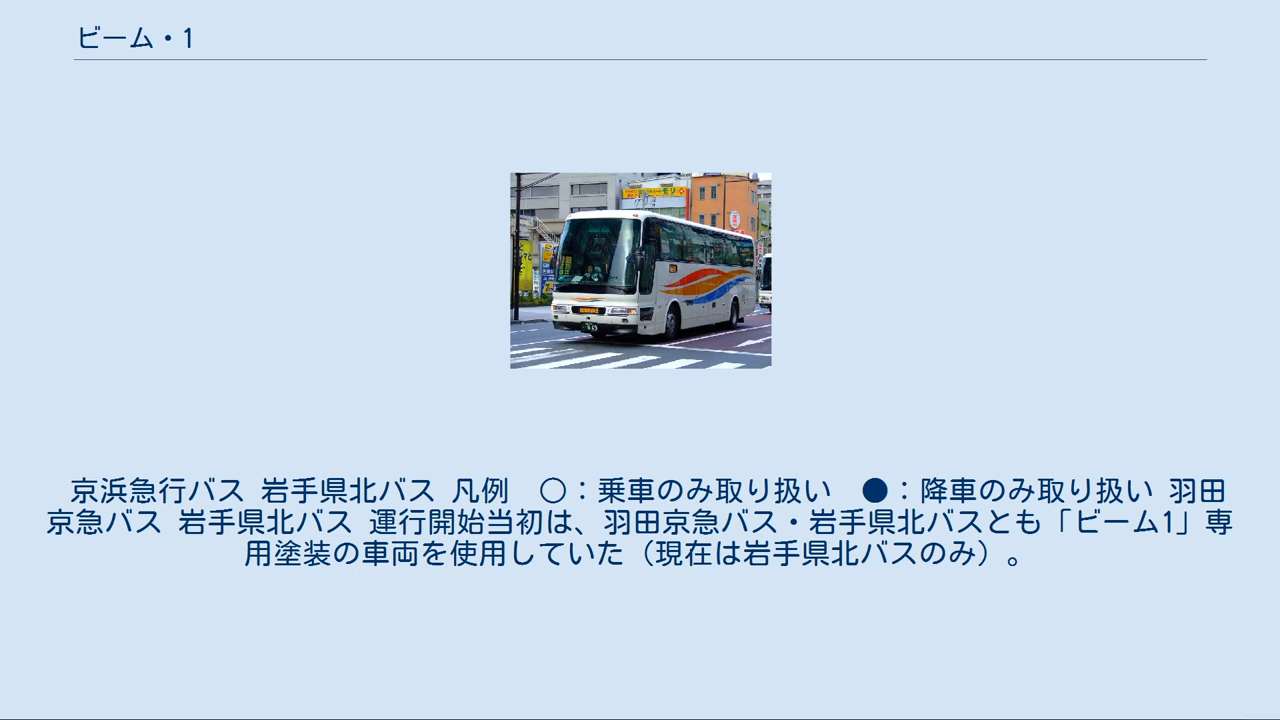 ビーム・1
京浜急行バス 岩手県北バス 凡例　○：乗車のみ取り扱い　●：降車のみ取り扱い 羽田
京急バス 岩手県北バス 運行開始当初は、羽田京急バス・岩手県北バスとも「ビーム1」専
用塗装の車両を使用していた（現在は岩手県北バスのみ）。